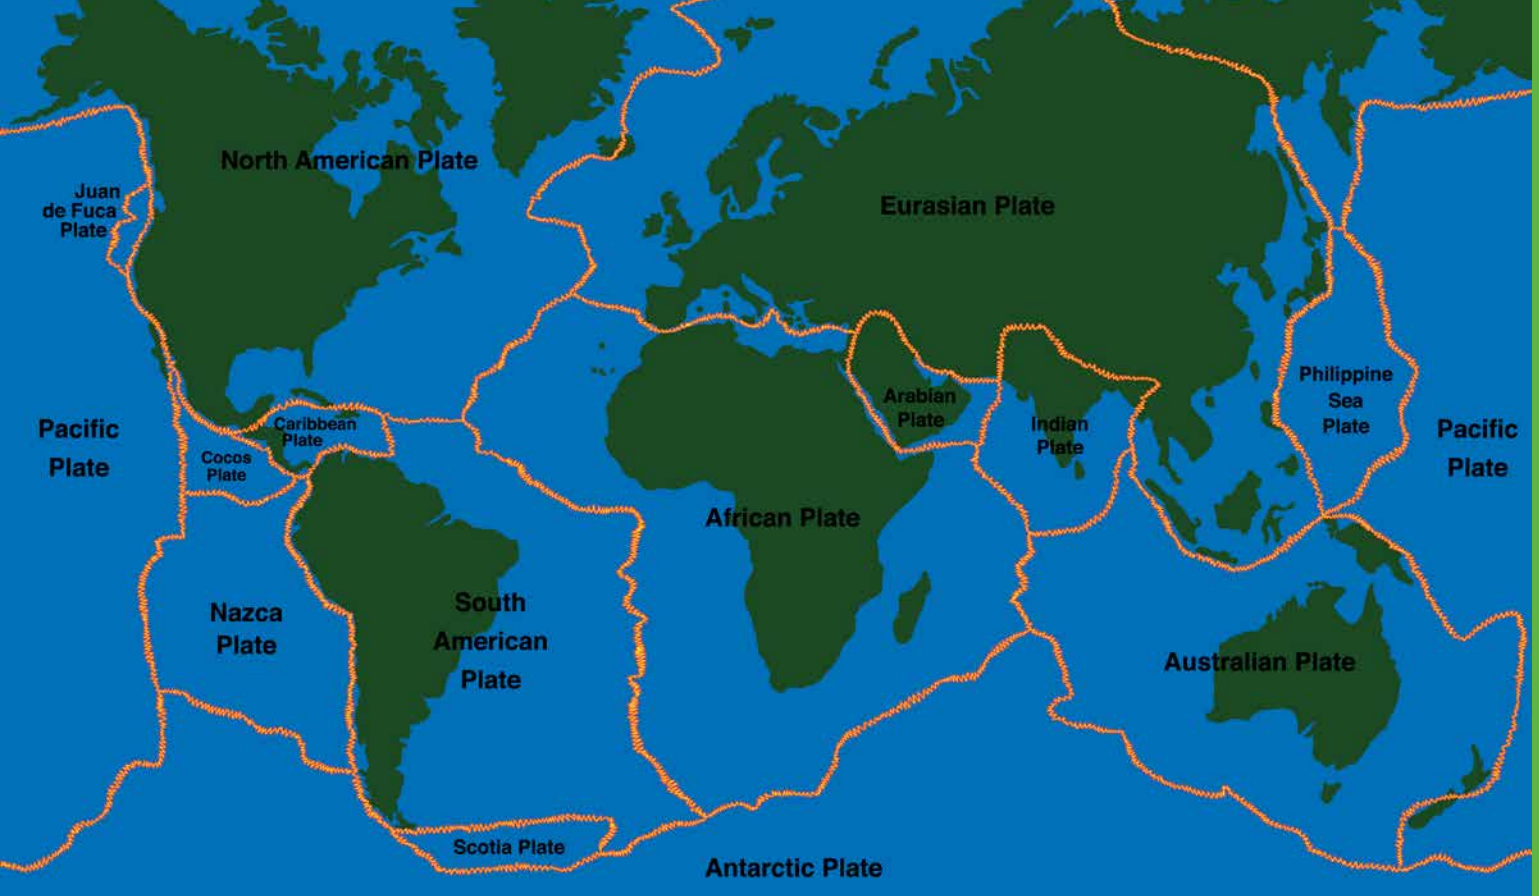 North American Plate
Juan
de Fuca
Plate
Eurasian Plate
Philippine
Sea
Plate
Arabian
Plate
Indian
Plate
Caribbean
Plate
Cocos
Plate
Pacific
Plate
Pacific
Plate
African Plate
Nazca
Plate
South
American
Plate
Australian Plate
Scotia Plate
Antarctic Plate